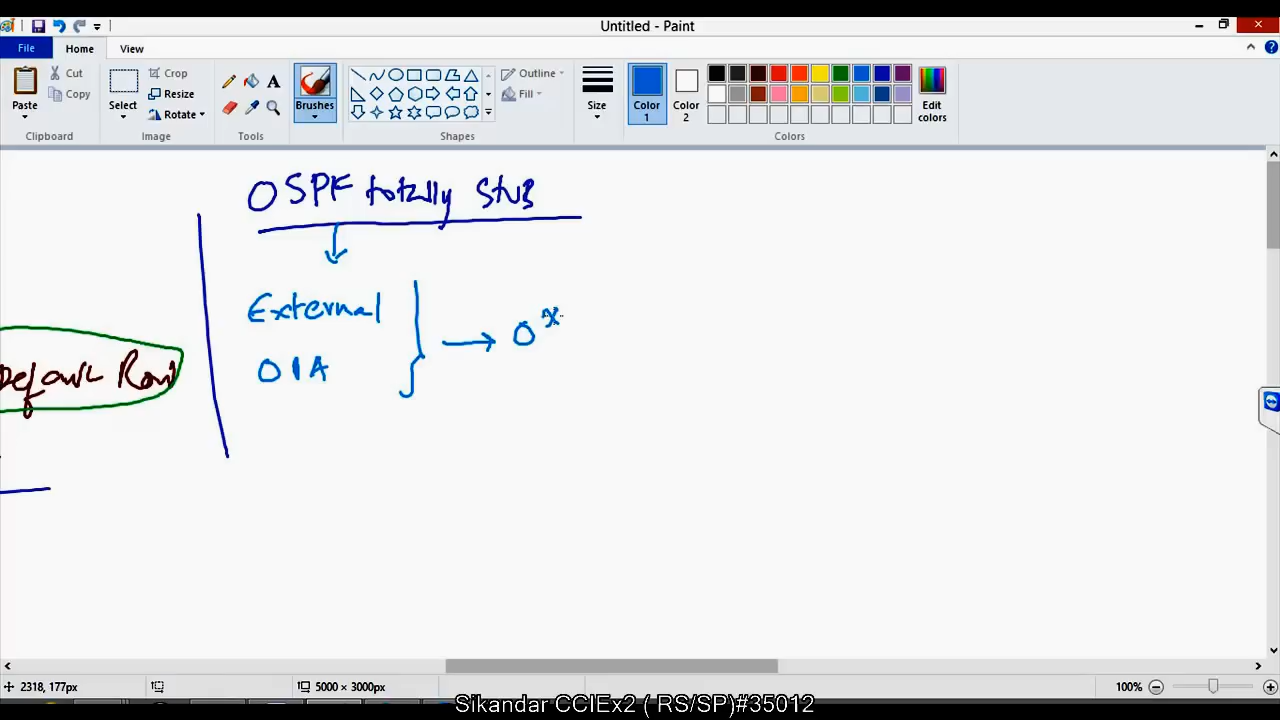 Untitled - Paint
File Home View
Paste
Cut
Copy
Clipboard
Select
Crop
Resize
Rotate
Image
A
Tools
Brushes
Shapes
Outline
Fill
Size
Color 1
Color 2
Edit colors
Colors
OSPF totally Stub
External
OIA
O*
Default Rout
2318, 177px
5000 × 3000px
100%
Sikandar CCIEx2 ( RS/SP)#35012